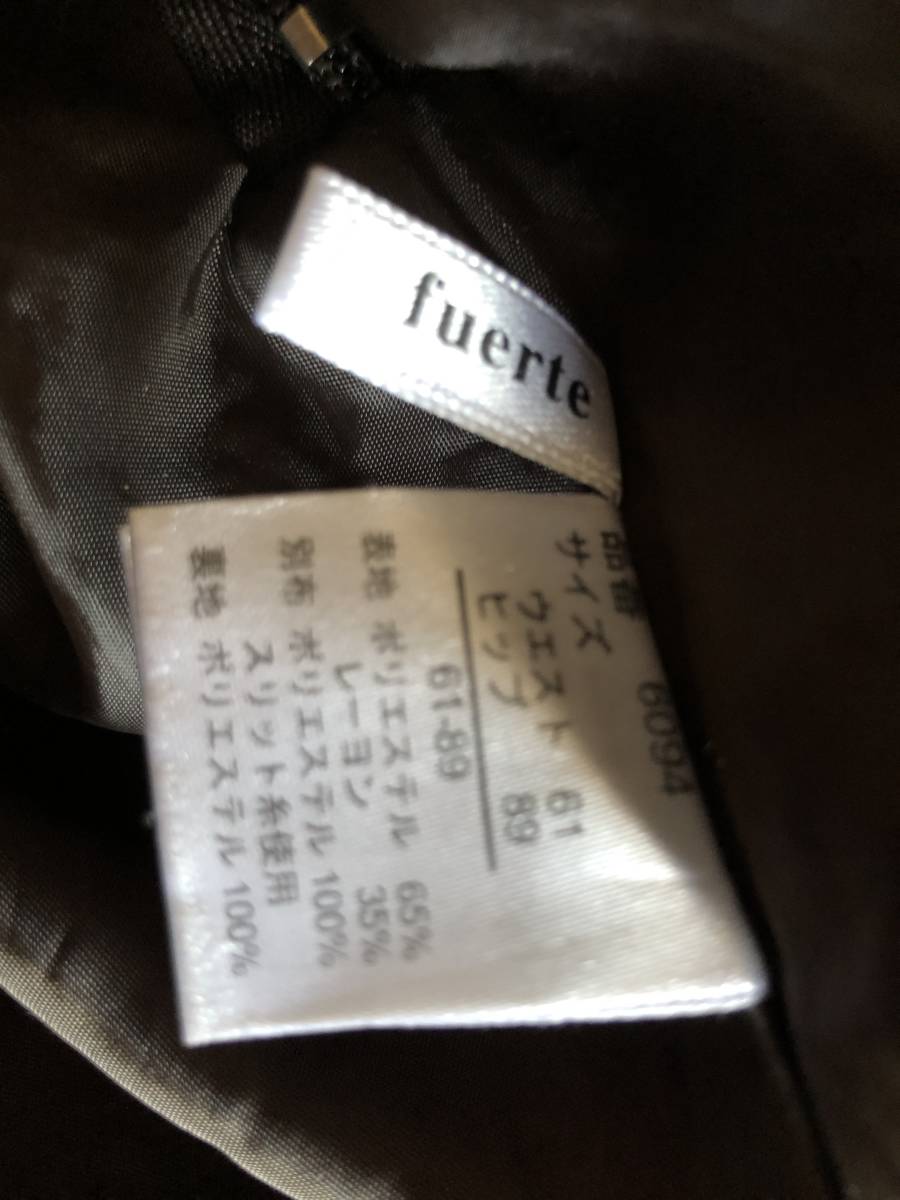 fuerte
品番 6094
サイズ
ウエスト 61
ヒップ 89
61-89
表地 ポリエステル 65%
レーヨン 35%
別布 ポリエステル 100%
スリット糸使用
裏地 ポリエステル 100%